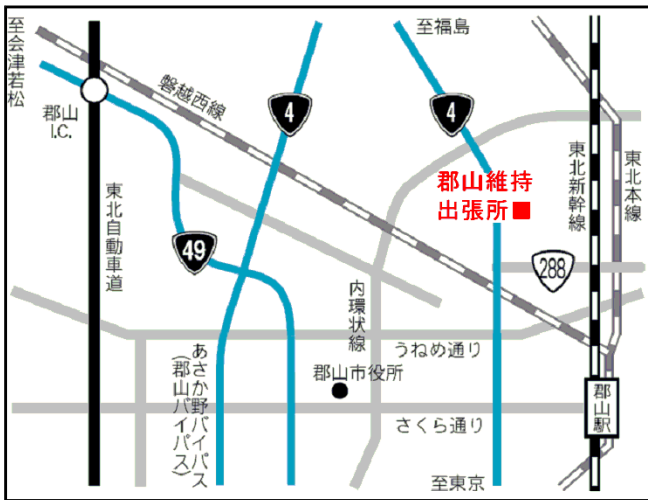 至会津若松
至福島
磐越西線
4
4
郡山
I.C.
郡山維持
出張所■
東北新幹線
東北本線
東北自動車道
49
288
内環状線
うねめ通り
あさか野バイパス
(郡山バイパス)
郡山市役所
郡山駅
さくら通り
至東京